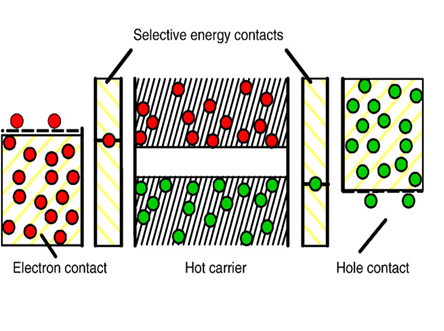 Selective energy contacts
Electron contact
Hot carrier
Hole contact